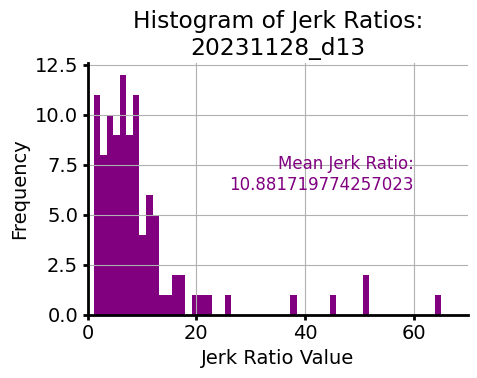 Histogram of Jerk Ratios:
20231128_d13
12.5
10.0
7.5
5.0
2.5
0.0
Frequency
Mean Jerk Ratio:
10.881719774257023
0 20 40 60
Jerk Ratio Value